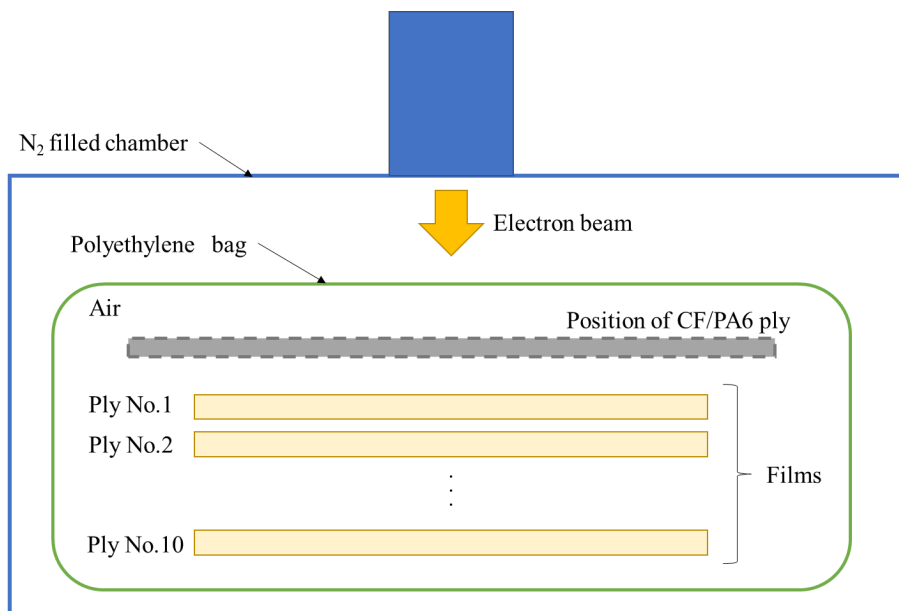 N₂ filled chamber
Electron beam
Polyethylene bag
Air
Position of CF/PA6 ply
Ply No.1
Ply No.2
⋮
Films
Ply No.10